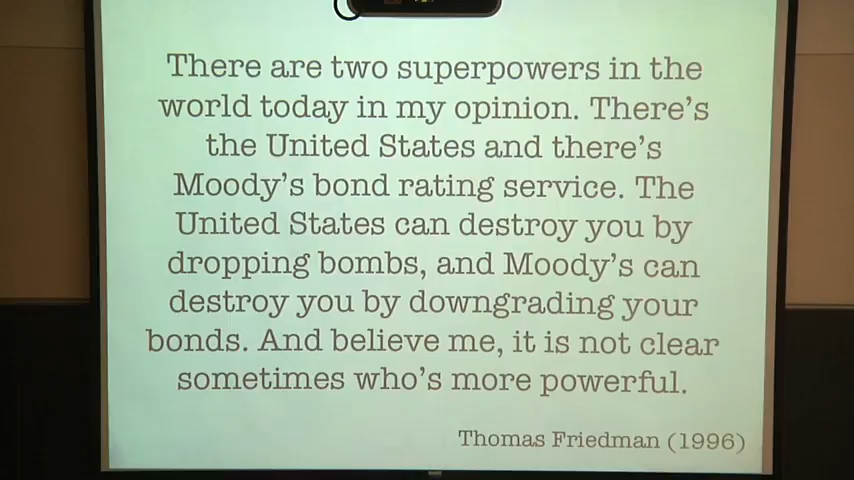 There are two superpowers in the
world today in my opinion. There's
the United States and there's
Moody's bond rating service. The
United States can destroy you by
dropping bombs, and Moody's can
destroy you by downgrading your
bonds. And believe me, it is not clear
sometimes who's more powerful.
Thomas Friedman (1996)